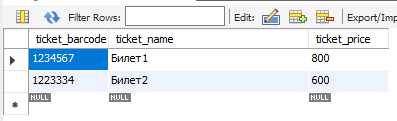 Filter Rows: Edit: Export/Imp
ticket_barcode ticket_name ticket_price
1234567 Билет1 800
1223334 Билет2 600
NULL NULL NULL